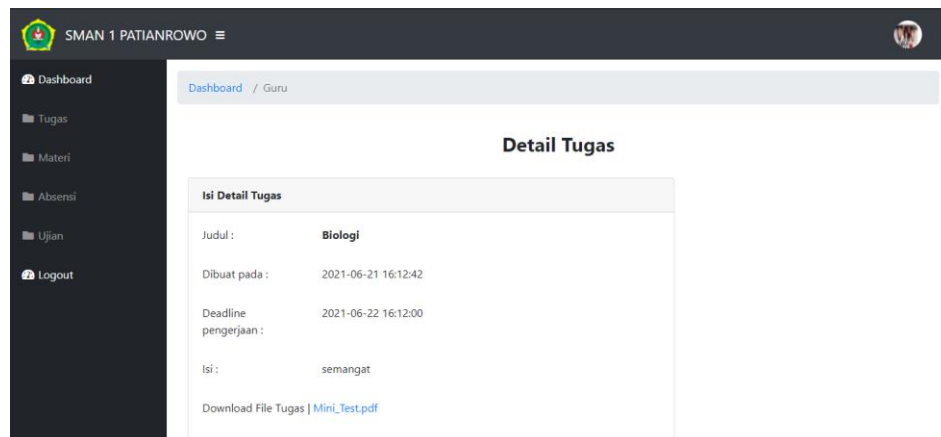 SMAN 1 PATIANROWO
Dashboard
Tugas
Materi
Absensi
Ujian
Logout
Dashboard / Guru
Detail Tugas
Isi Detail Tugas
Judul : Biologi
Dibuat pada : 2021-06-21 16:12:42
Deadline 2021-06-22 16:12:00
pengerjaan :
Isi : semangat
Download File Tugas | Mini_Test.pdf